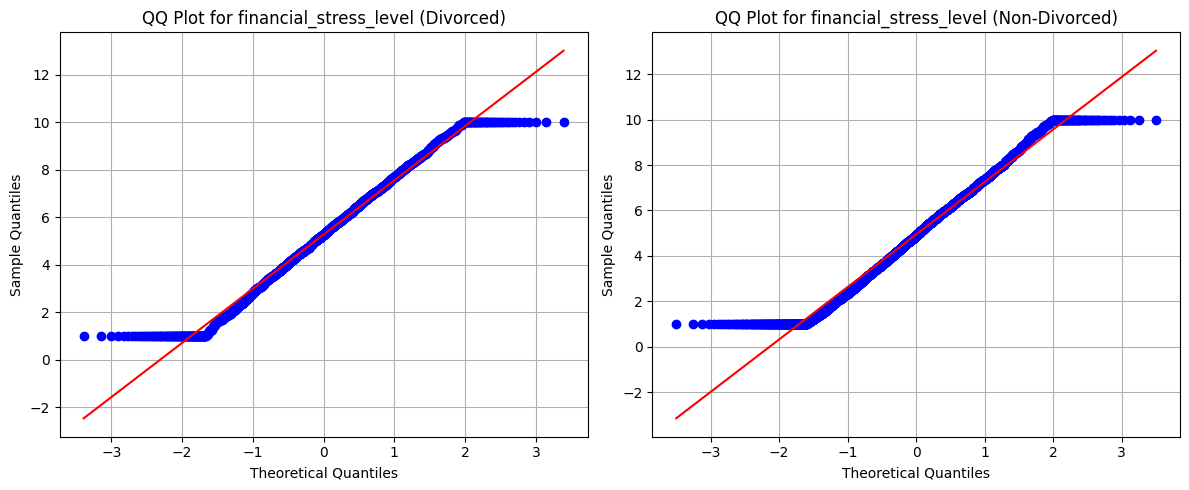 QQ Plot for financial_stress_level (Divorced)
12
10
8
6
4
2
0
−2
Sample Quantiles
−3 −2 −1 0 1 2 3
Theoretical Quantiles
QQ Plot for financial_stress_level (Non-Divorced)
12
10
8
6
4
2
0
−2
Sample Quantiles
−3 −2 −1 0 1 2 3
Theoretical Quantiles